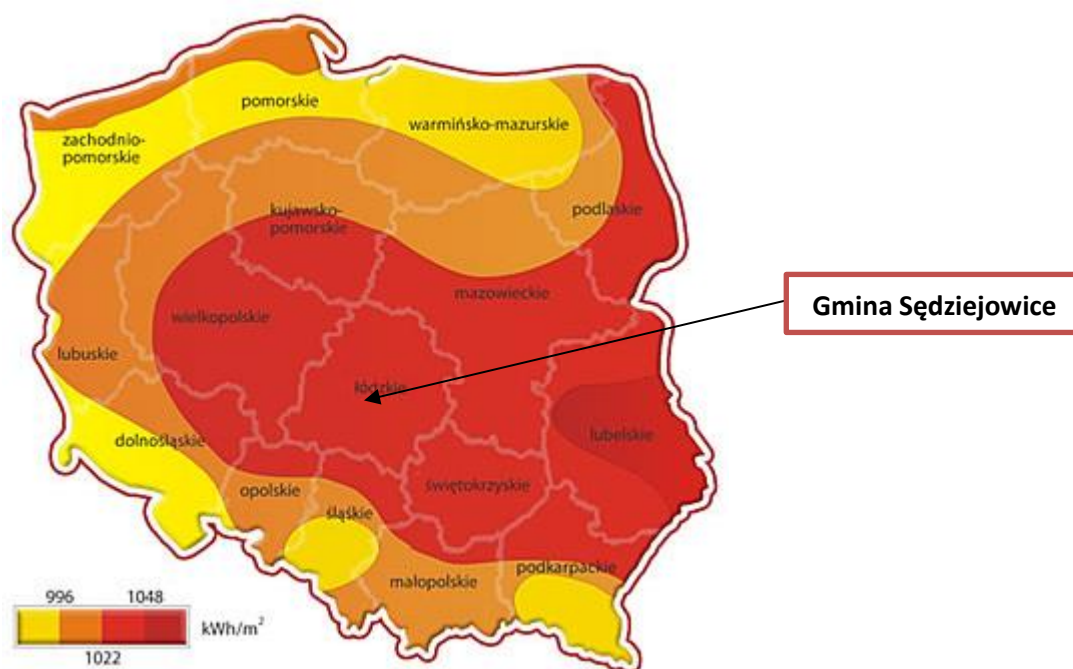 pomorskie
warmińsko-mazurskie
zachodnio-
pomorskie
podlaskie
kujawsko-
pomorskie
mazowieckie
Gmina Sędziejowice
wielkopolskie
lubuskie
łódzkie
dolnośląskie
lubelskie
opolskie
świętokrzyskie
śląskie
małopolskie
podkarpackie
996 1048
kWh/m²
1022